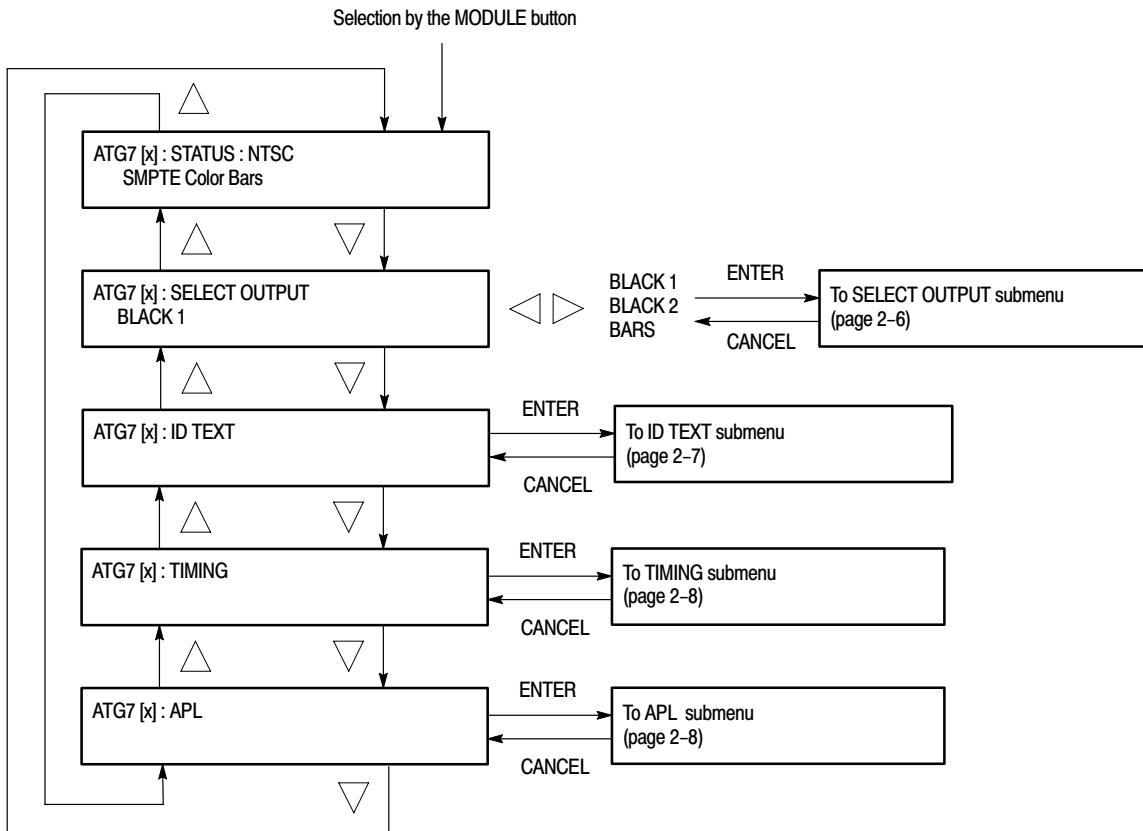 Selection by the MODULE button
ATG7 [x] : STATUS : NTSC
SMPTE Color Bars
ATG7 [x] : SELECT OUTPUT
BLACK 1
BLACK 1
BLACK 2
BARS
ENTER
CANCEL
To SELECT OUTPUT submenu
(page 2–6)
ATG7 [x] : ID TEXT
ENTER
CANCEL
To ID TEXT submenu
(page 2–7)
ATG7 [x] : TIMING
ENTER
CANCEL
To TIMING submenu
(page 2–8)
ATG7 [x] : APL
ENTER
CANCEL
To APL submenu
(page 2–8)